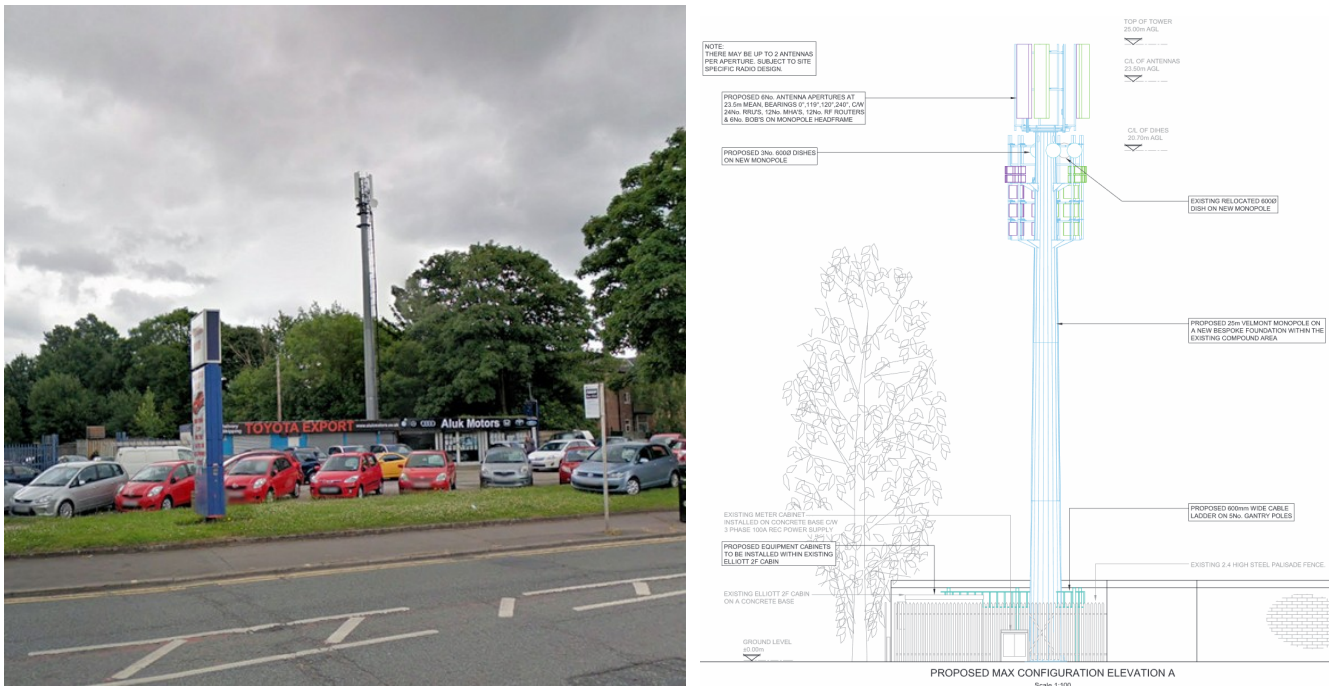 TOYOTA EXPORT
www.alukmotors.co.uk
Aluk Motors
NOTE:
THERE MAY BE UP TO 2 ANTENNAS
PER APERTURE. SUBJECT TO SITE
SPECIFIC RADIO DESIGN.
TOP OF TOWER
25.00m AGL
C/L OF ANTENNAS
23.50m AGL
PROPOSED 6No. ANTENNA APERTURES AT
23.5m MEAN, BEARINGS 0°,119°,120°,240°, C/W
24No. RRU'S, 12No. MHA'S, 12No. RF ROUTERS
& 6No. BOB'S ON MONOPOLE HEADFRAME
C/L OF DIHES
20.70m AGL
PROPOSED 3No. 600Ø DISHES
ON NEW MONOPOLE
EXISTING RELOCATED 600Ø
DISH ON NEW MONOPOLE
PROPOSED 25m VELMONT MONOPOLE ON
A NEW BESPOKE FOUNDATION WITHIN THE
EXISTING COMPOUND AREA
EXISTING METER CABINET
INSTALLED ON CONCRETE BASE C/W
3 PHASE 100A REC POWER SUPPLY
PROPOSED 600mm WIDE CABLE
LADDER ON 5No. GANTRY POLES
PROPOSED EQUIPMENT CABINETS
TO BE INSTALLED WITHIN EXISTING
ELLIOTT 2F CABIN
EXISTING 2.4 HIGH STEEL PALISADE FENCE
EXISTING ELLIOTT 2F CABIN
ON A CONCRETE BASE
GROUND LEVEL
±0.00m
PROPOSED MAX CONFIGURATION ELEVATION A
Scale 1:100